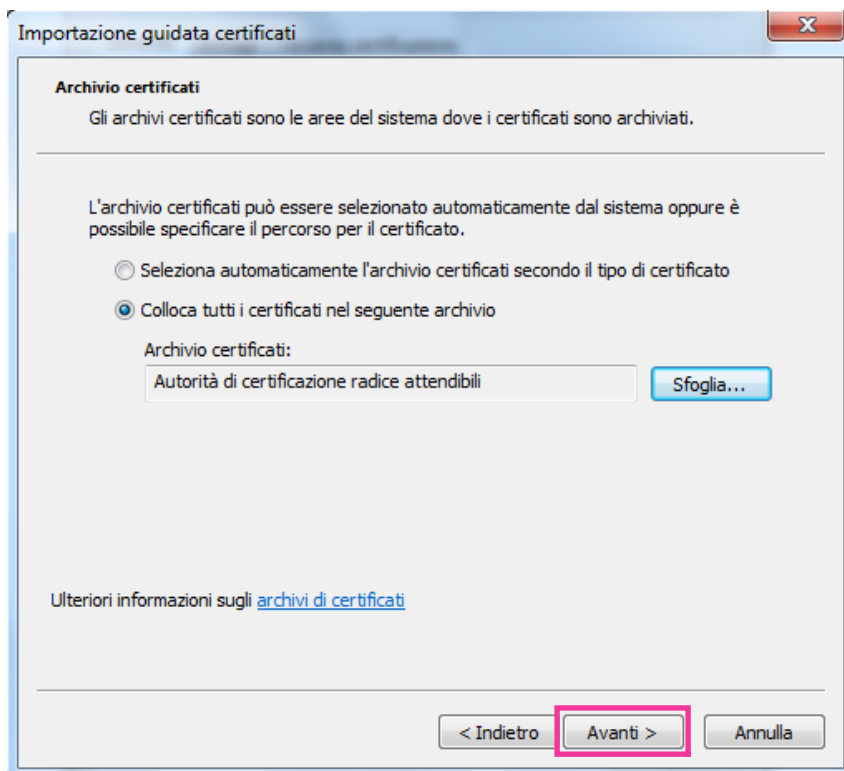 Importazione guidata certificati
Archivio certificati
Gli archivi certificati sono le aree del sistema dove i certificati sono archiviati.
L'archivio certificati può essere selezionato automaticamente dal sistema oppure è
possibile specificare il percorso per il certificato.
Seleziona automaticamente l'archivio certificati secondo il tipo di certificato
Colloca tutti i certificati nel seguente archivio
Archivio certificati:
Autorità di certificazione radice attendibili
Sfoglia...
Ulteriori informazioni sugli archivi di certificati
< Indietro
Avanti >
Annulla